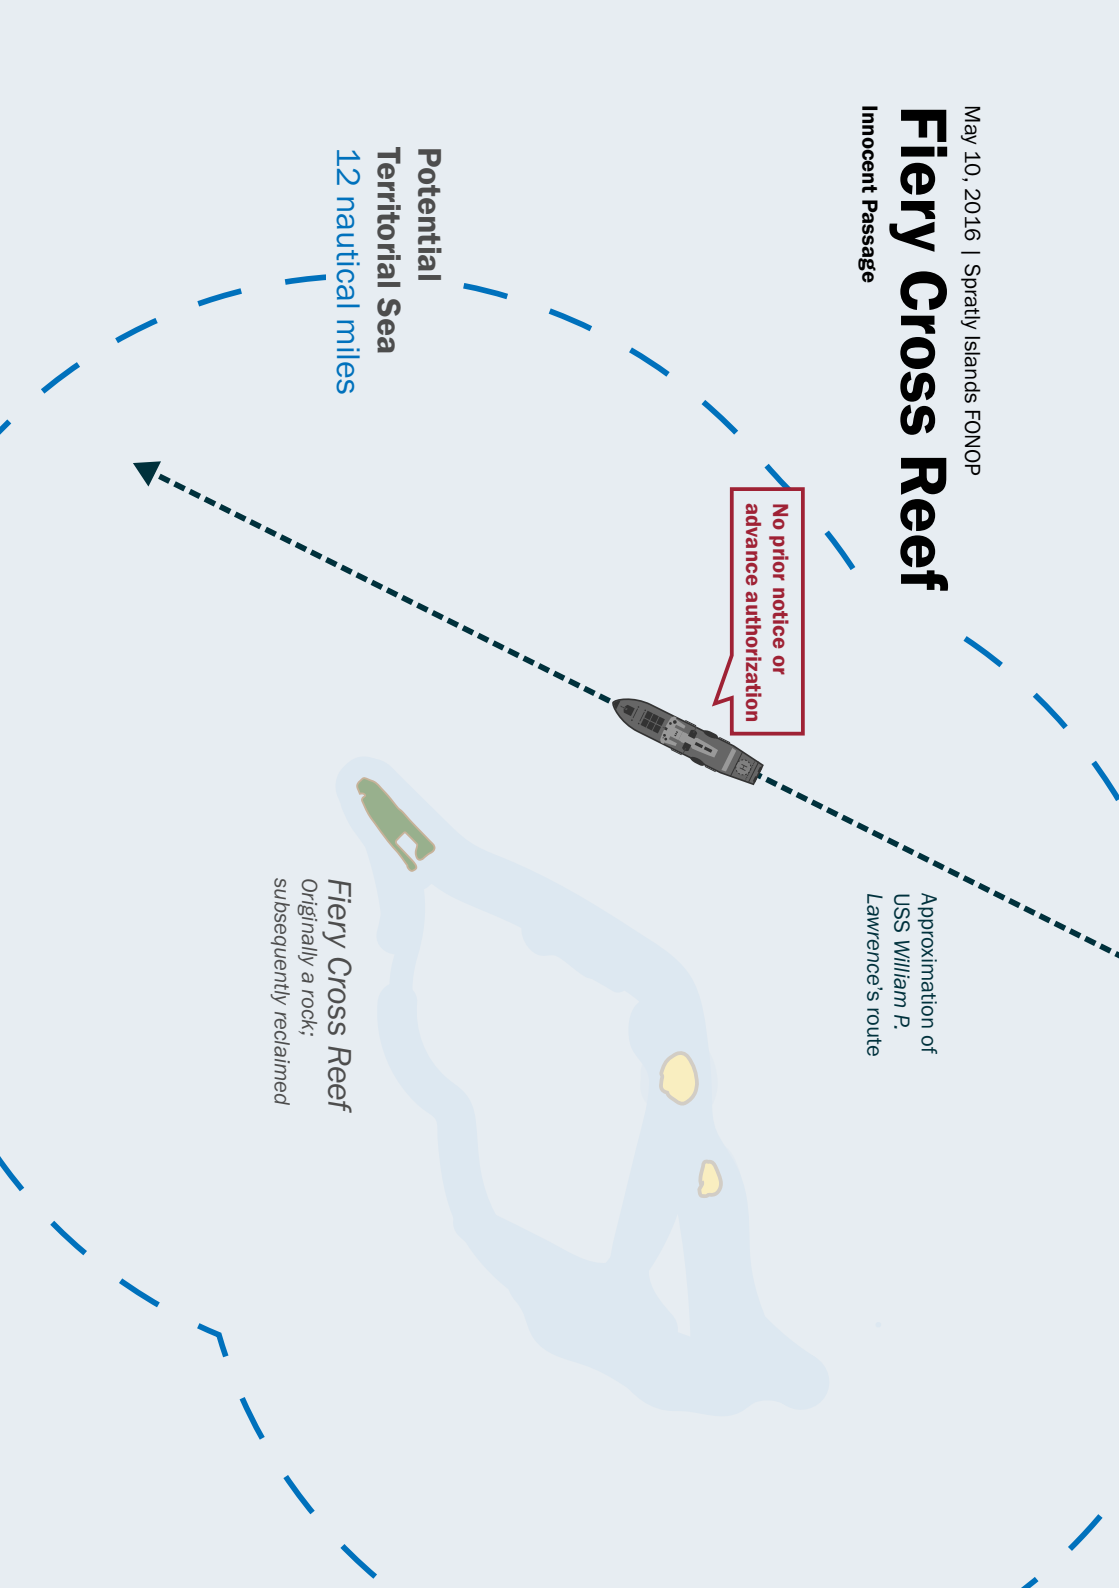 May 10, 2016 | Spratly Islands FONOP
Fiery Cross Reef
Innocent Passage
Potential
Territorial Sea
12 nautical miles
No prior notice or
advance authorization
Approximation of
USS William P.
Lawrence's route
Fiery Cross Reef
Originally a rock;
subsequently reclaimed
H